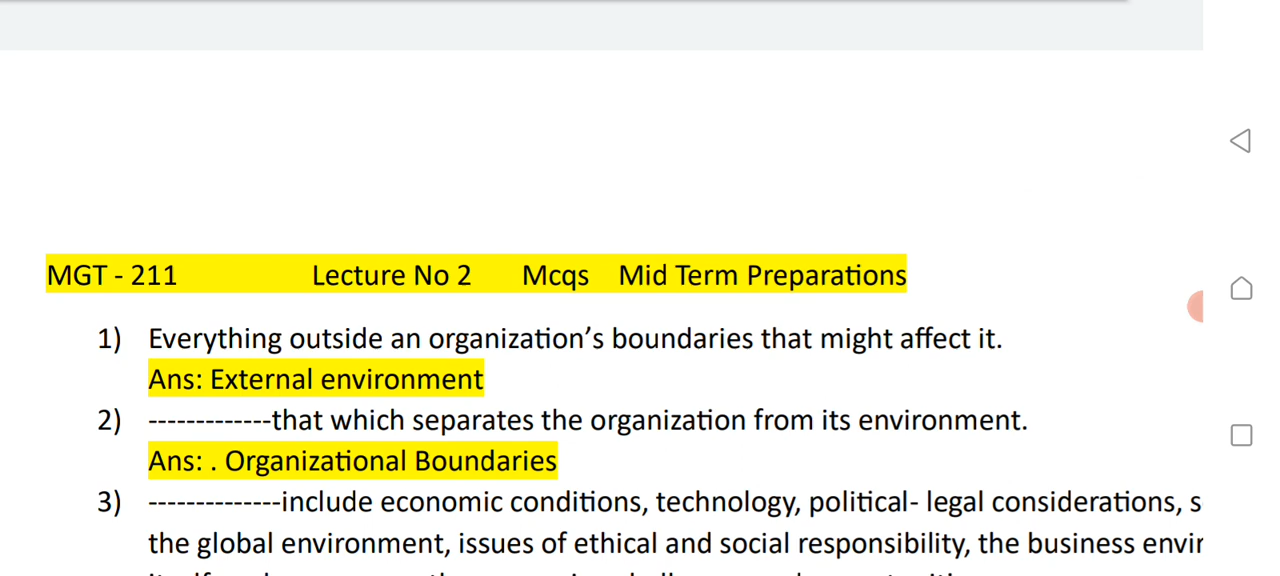 MGT - 211 Lecture No 2 Mcqs Mid Term Preparations
1) Everything outside an organization’s boundaries that might affect it.
Ans: External environment
2) -------------that which separates the organization from its environment.
Ans: . Organizational Boundaries
3) --------------include economic conditions, technology, political- legal considerations, s
the global environment, issues of ethical and social responsibility, the business envir